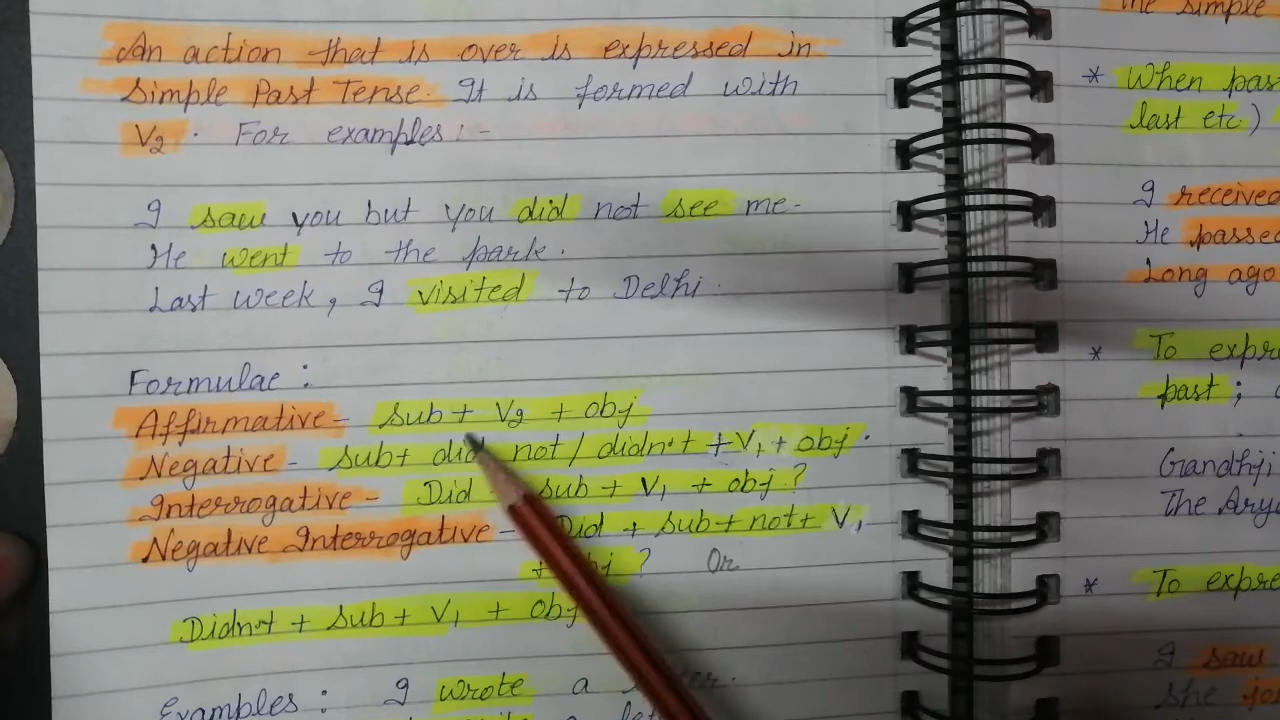 An action that is over is expressed in
Simple Past Tense. It is formed with
V2. For examples:-
I saw you but you did not see me.
He went to the park.
Last week, I visited to Delhi.
Formulae:
Affirmative - Sub + V2 + obj
Negative - Sub + did not / didn't + V1 + obj.
Interrogative - Did sub + V1 + obj ?
Negative Interrogative - Did + Sub + not + V1
+ obj ? Or
Didn't + Sub + V1 + Obj
Examples : I wrote a
the simple
* When pas
last etc)
I received
He passed
Long ago
* To expre
past ;
Gandhiji
The Arya
* To expre
I saw
She